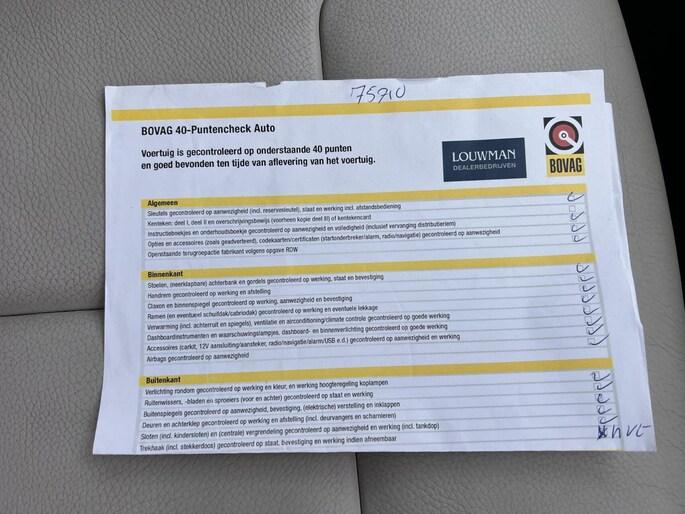 75910
BOVAG 40-Puntencheck Auto
Voertuig is gecontroleerd op onderstaande 40 punten
en goed bevonden ten tijde van aflevering van het voertuig.
LOUWMAN
DEALERBEDRIJVEN
BOVAG
Algemeen
Sleutels gecontroleerd op aanwezigheid (incl. reservesleutel), staat en werking incl. afstandsbediening
Kenteken: deel I, deel II en overschrijvingsbewijs (voorheen kopie deel III) of kentekencard
Instructieboekjes en onderhoudsboekje gecontroleerd op aanwezigheid en volledigheid (inclusief vervanging distributieriem)
Opties en accessoires (zoals geadverteerd), codekaarten/certificaten (startonderbreker/alarm, radio/navigatie) gecontroleerd op aanwezigheid
Openstaande terugroepactie fabrikant volgens opgave RDW
Binnenkant
Stoelen, (neerklapbare) achterbank en gordels gecontroleerd op werking, staat en bevestiging
Handrem gecontroleerd op werking en afstelling
Claxon en binnenspiegel gecontroleerd op werking, aanwezigheid en bevestiging
Ramen (en eventueel schuifdak/cabriodak) gecontroleerd op werking en eventuele lekkage
Verwarming (incl. achterruit en spiegels), ventilatie en airconditioning/climate controle gecontroleerd op goede werking
Dashboardinstrumenten en waarschuwingslampjes, dashboard- en binnenverlichting gecontroleerd op goede werking
Accessoires (carkit, 12V aansluiting/aansteker, radio/navigatie/alarm/USB e.d.) gecontroleerd op aanwezigheid en werking
Airbags gecontroleerd op aanwezigheid
Buitenkant
Verlichting rondom gecontroleerd op werking en kleur, en werking hoogteregeling koplampen
Ruitenwissers, -bladen en sproeiers (voor en achter) gecontroleerd op staat en werking
Buitenspiegels gecontroleerd op aanwezigheid, bevestiging, (elektrische) verstelling en inklappen
Deuren en achterklep gecontroleerd op werking en afstelling (incl. deurvangers en scharnieren)
Sloten (incl. kindersloten) en (centrale) vergrendeling gecontroleerd op aanwezigheid en werking (incl. tankdop)
Trekhaak (incl. stekkerdoos) gecontroleerd op staat, bevestiging en werking indien afneembaar